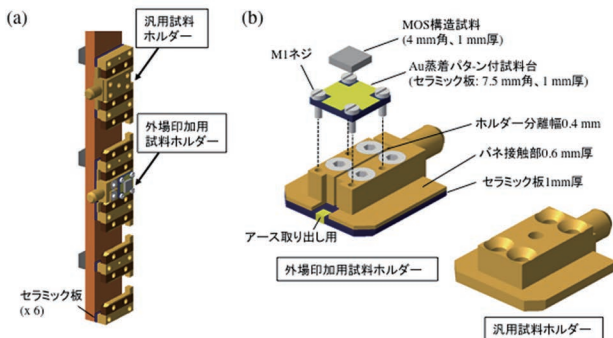 (a)
汎用試料
ホルダー
外場印加用
試料ホルダー
セラミック板
(x 6)
(b)
MOS構造試料
(4 mm角、1 mm厚)
M1ネジ
Au蒸着パターン付試料台
(セラミック板: 7.5 mm角、1 mm厚)
ホルダー分離幅0.4 mm
バネ接触部0.6 mm厚
セラミック板1mm厚
アース取り出し用
外場印加用試料ホルダー
汎用試料ホルダー